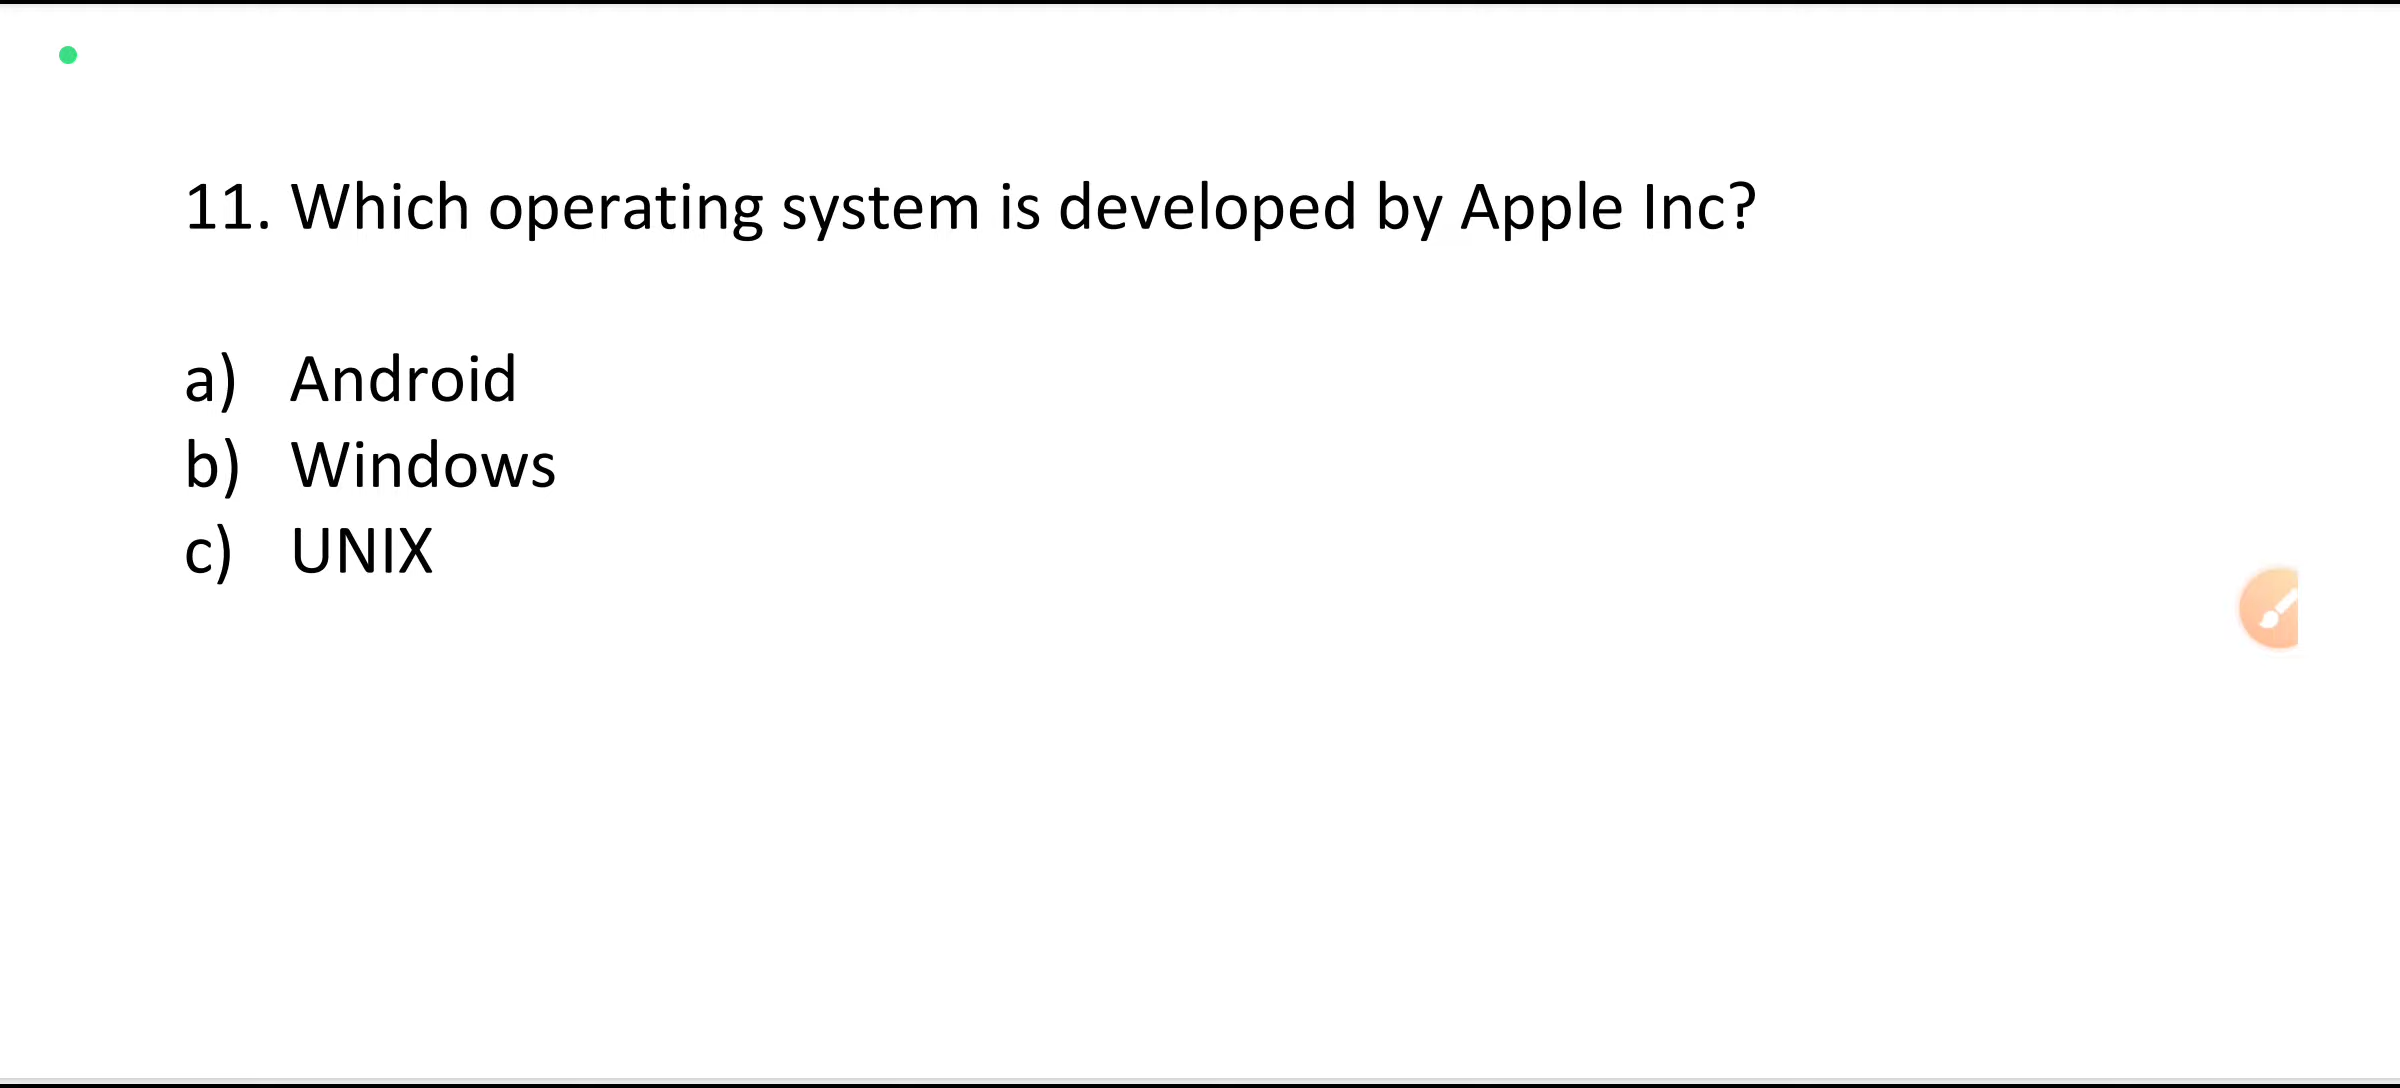 11. Which operating system is developed by Apple Inc?
a) Android
b) Windows
c) UNIX